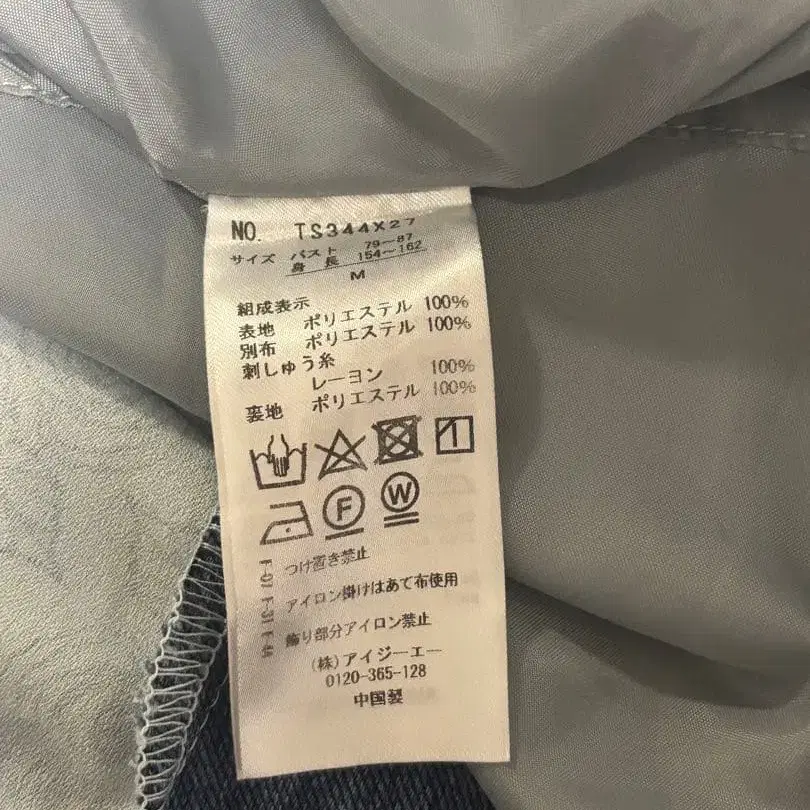 NO. TS344X27
サイズ バスト 79～87
身長 154～162
M
組成表示
表地 ポリエステル 100%
別布 ポリエステル 100%
刺しゅう糸
レーヨン 100%
裏地 ポリエステル 100%
F
W
F-01 F-31 F-44
つけ置き禁止
アイロン掛けはあて布使用
飾り部分アイロン禁止
(株)アイジーエー
0120-365-128
中国製